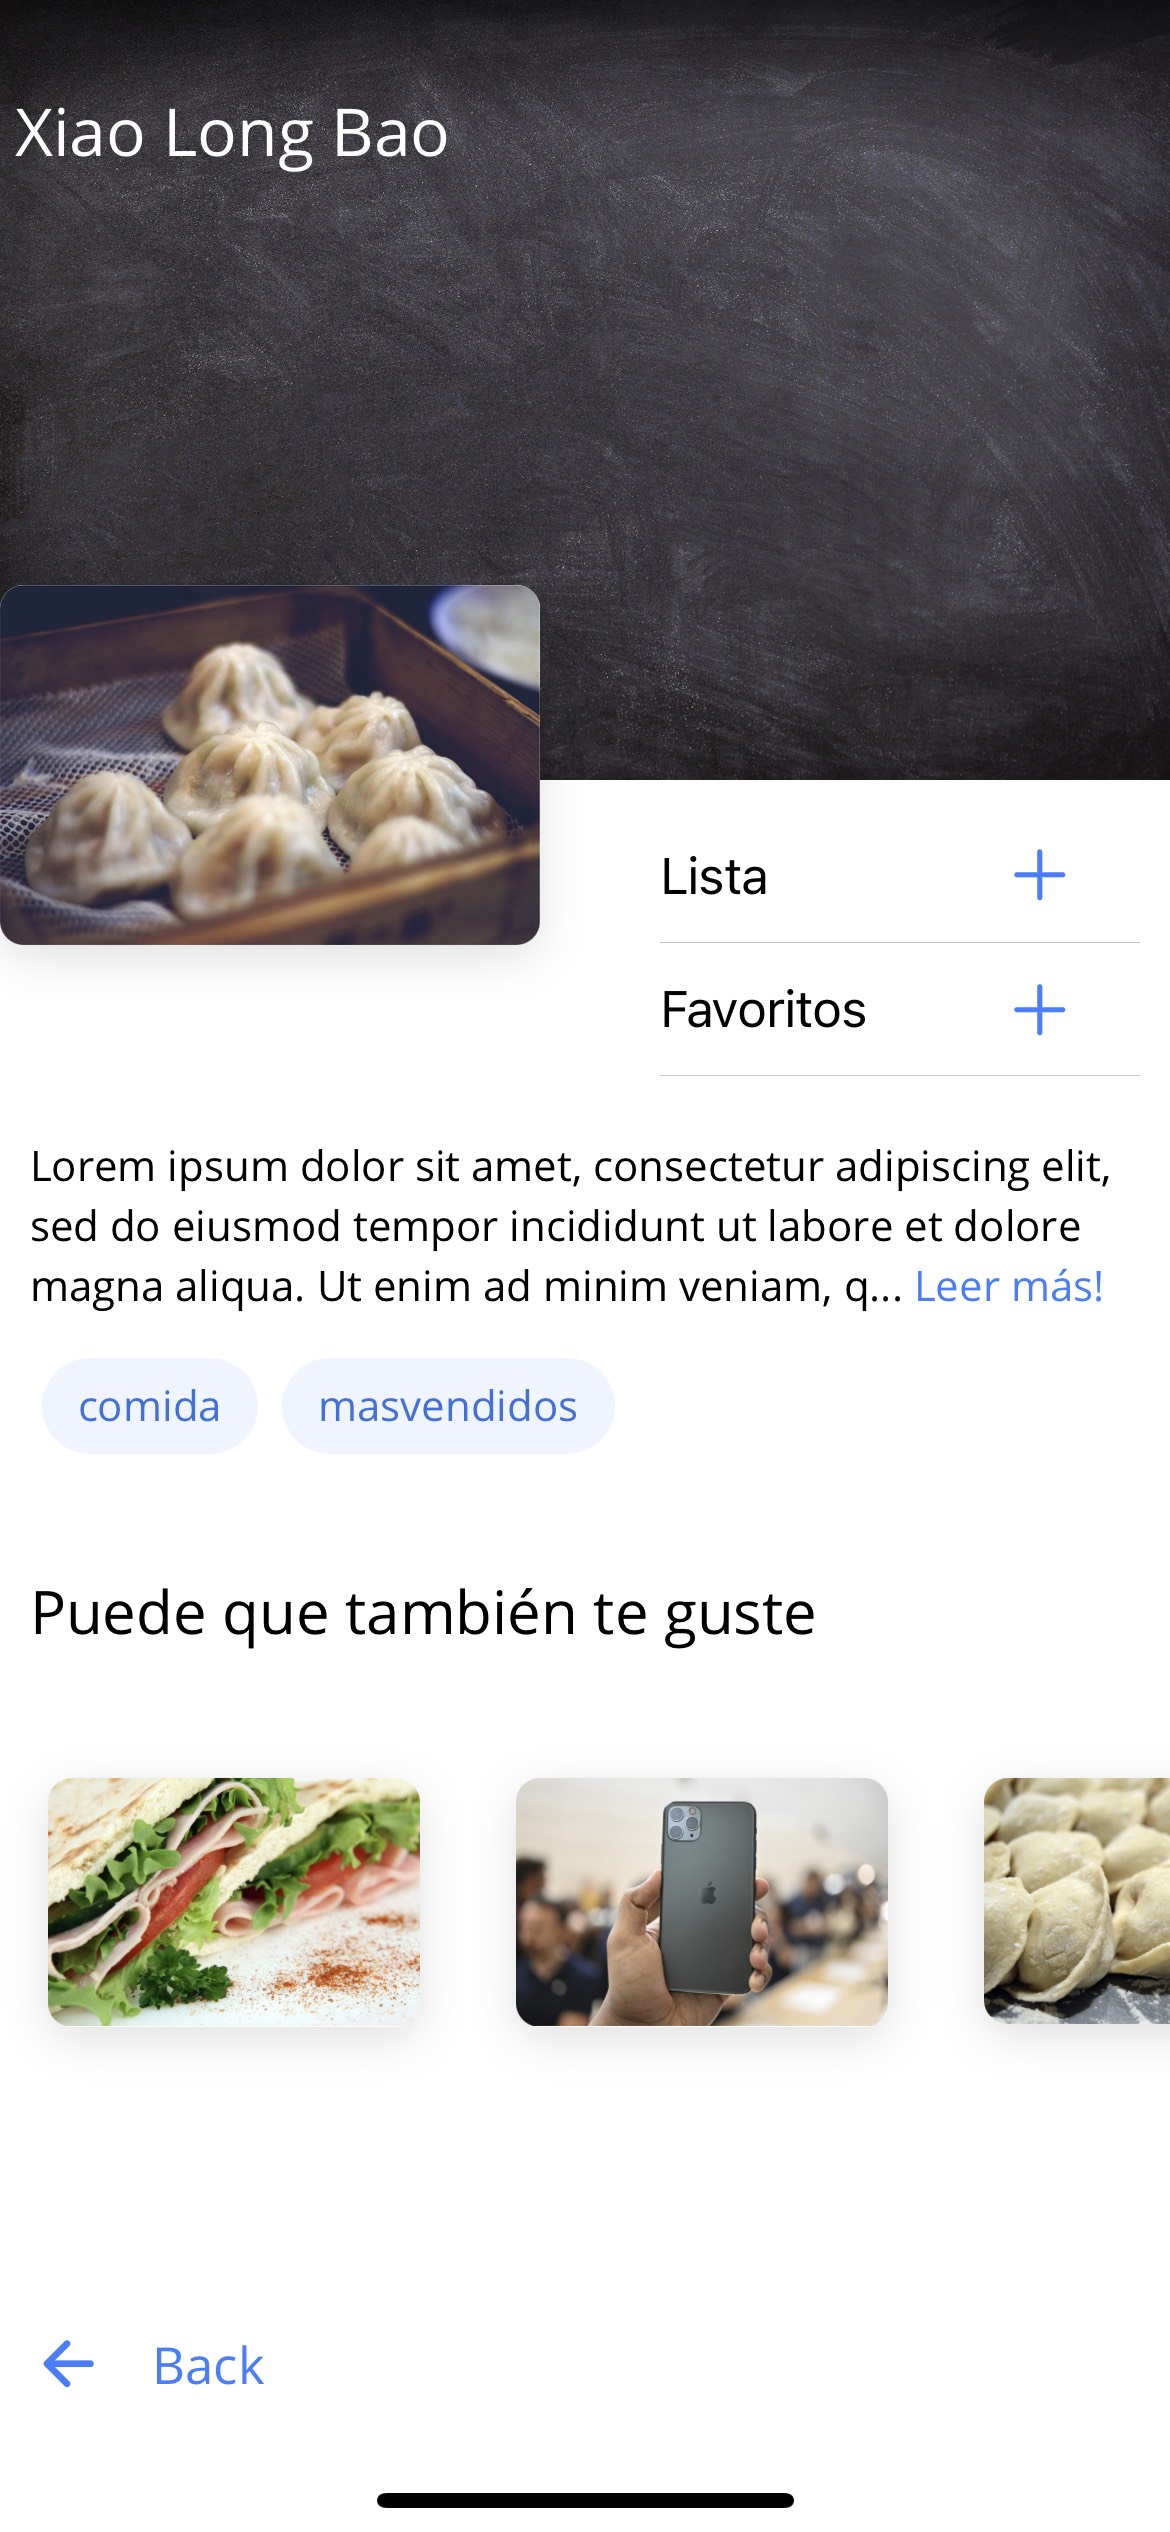 Xiao Long Bao
Lista
Favoritos
Lorem ipsum dolor sit amet, consectetur adipiscing elit,
sed do eiusmod tempor incididunt ut labore et dolore
magna aliqua. Ut enim ad minim veniam, q... Leer más!
comida masvendidos
Puede que también te guste
Back